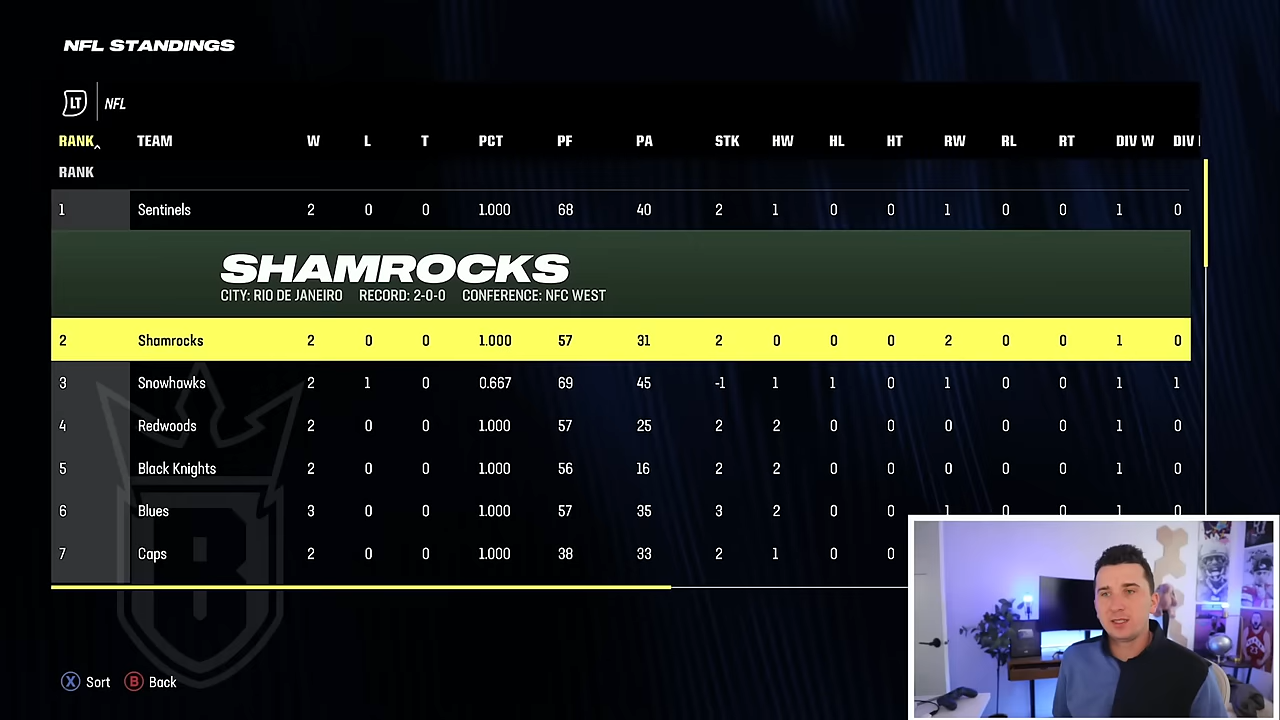 NFL STANDINGS
LT NFL
RANK TEAM W L T PCT PF PA STK HW HL HT RW RL RT DIV W DIV
RANK
1 Sentinels 2 0 0 1.000 68 40 2 1 0 0 1 0 0 1 0
SHAMROCKS
CITY: RIO DE JANEIRO RECORD: 2-0-0 CONFERENCE: NFC WEST
2 Shamrocks 2 0 0 1.000 57 31 2 0 0 0 2 0 0 1 0
3 Snowhawks 2 1 0 0.667 69 45 -1 1 1 0 1 0 0 1 1
4 Redwoods 2 0 0 1.000 57 25 2 2 0 0 0 0 0 1 0
5 Black Knights 2 0 0 1.000 56 16 2 2 0 0 0 0 0 1 0
6 Blues 3 0 0 1.000 57 35 3 2 0 0 1 0 0 1 0
7 Caps 2 0 0 1.000 38 33 2 1 0 0
B
X Sort B Back